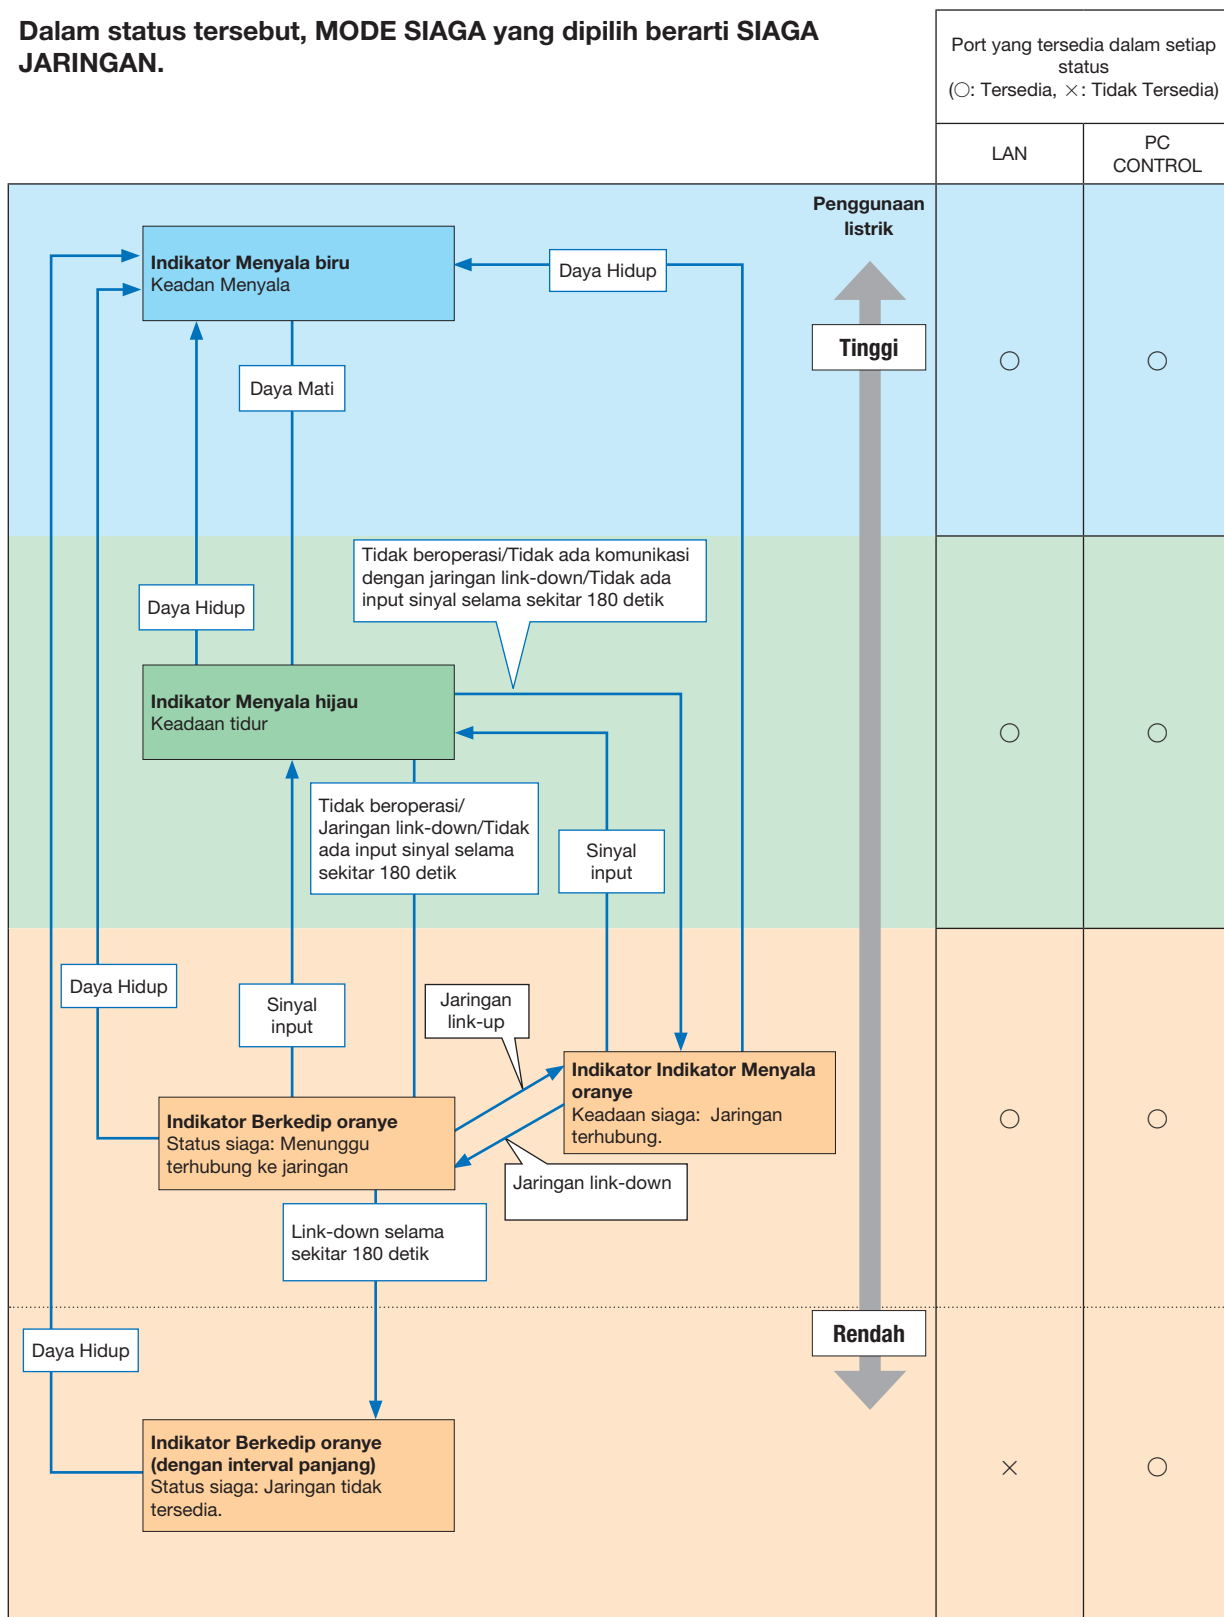 Dalam status tersebut, MODE SIAGA yang dipilih berarti SIAGA
JARINGAN.
Port yang tersedia dalam setiap
status
(○: Tersedia, ×: Tidak Tersedia)
LAN
PC
CONTROL
Penggunaan
listrik
Indikator Menyala biru
Keadan Menyala
Daya Hidup
Tinggi
○
○
Daya Mati
Tidak beroperasi/Tidak ada komunikasi
dengan jaringan link-down/Tidak ada
input sinyal selama sekitar 180 detik
Daya Hidup
Indikator Menyala hijau
Keadaan tidur
○
○
Tidak beroperasi/
Jaringan link-down/Tidak
ada input sinyal selama
sekitar 180 detik
Sinyal
input
Daya Hidup
Sinyal
input
Jaringan
link-up
Indikator Indikator Menyala
oranye
Keadaan siaga:  Jaringan
terhubung.
Indikator Berkedip oranye
Status siaga: Menunggu
terhubung ke jaringan
○
○
Jaringan link-down
Link-down selama
sekitar 180 detik
Rendah
Daya Hidup
Indikator Berkedip oranye
(dengan interval panjang)
Status siaga: Jaringan tidak
tersedia.
×
○